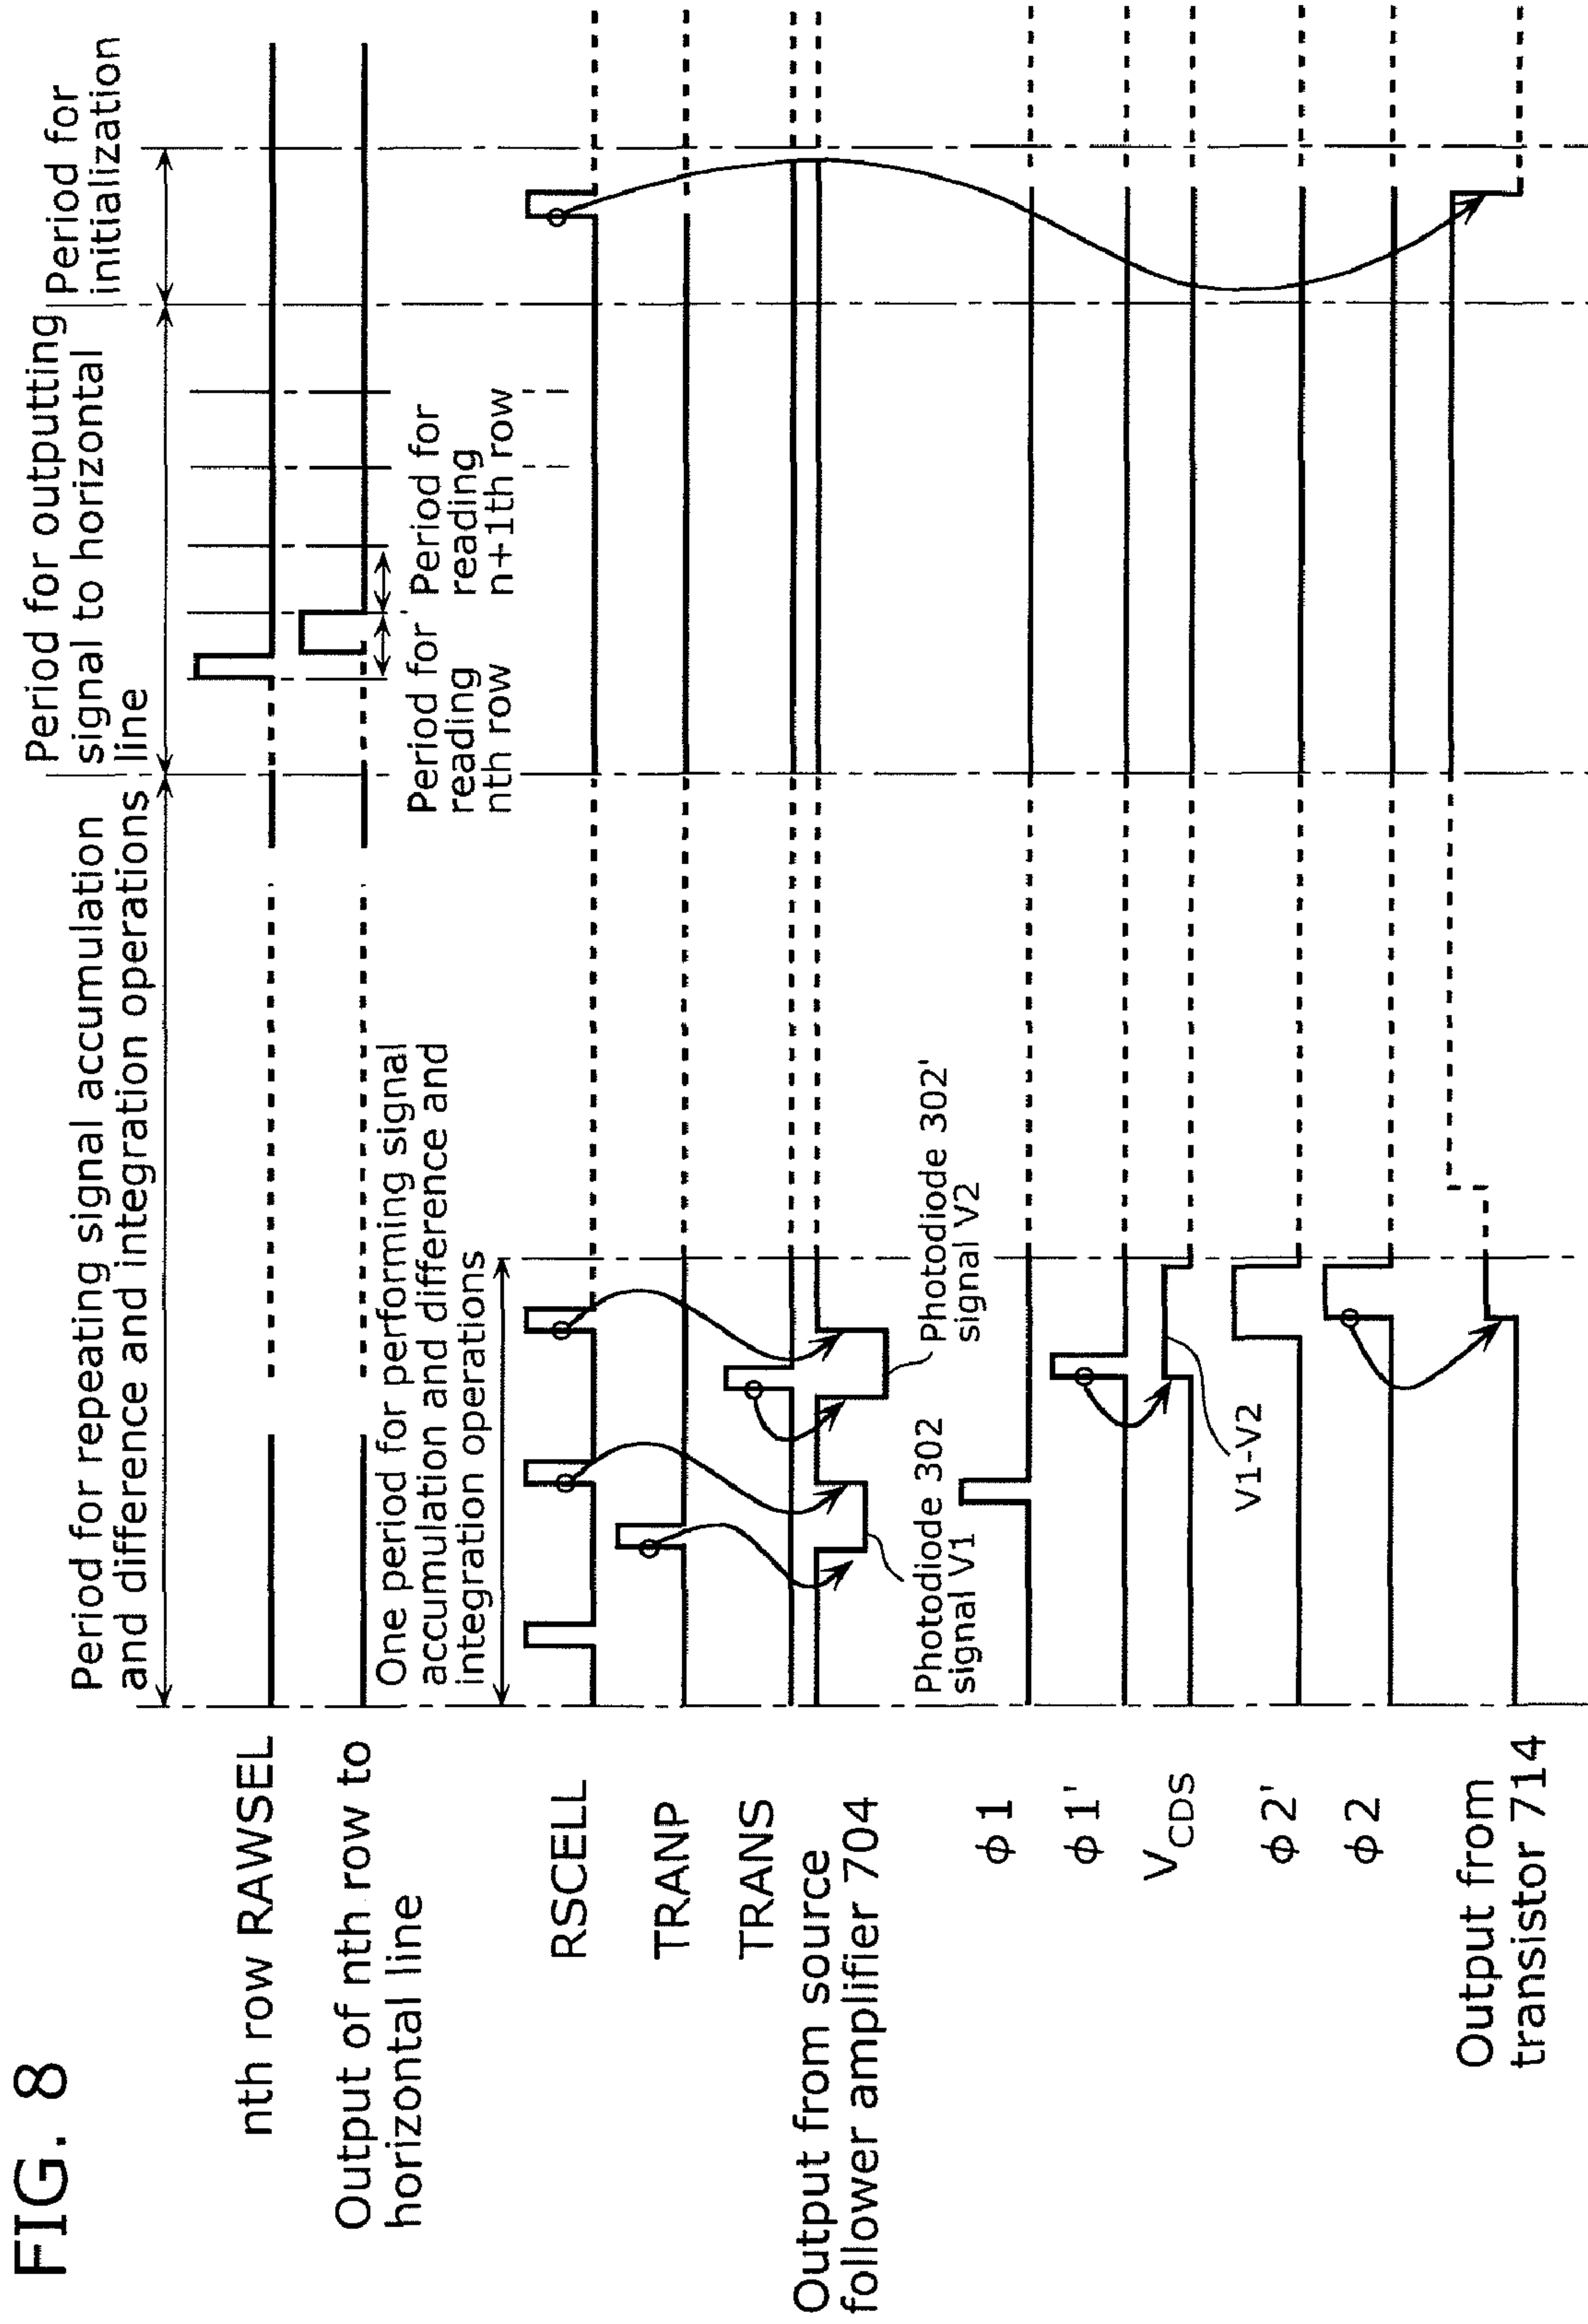 FIG. 8
Period for repeating signal accumulation
and difference and integration operations
Period for outputting
signal to horizontal
line
Period for
initialization
nth row RAWSEL
Output of nth row to
horizontal line
Period for
reading
nth row
Period for
reading
n+1th row
One period for performing signal
accumulation and difference and
integration operations
RSCELL
TRANP
TRANS
Output from source
follower amplifier 704
Photodiode 302
signal V1
Photodiode 302'
signal V2
ϕ1
ϕ1'
VCDS
V1-V2
ϕ2'
ϕ2
Output from
transistor 714